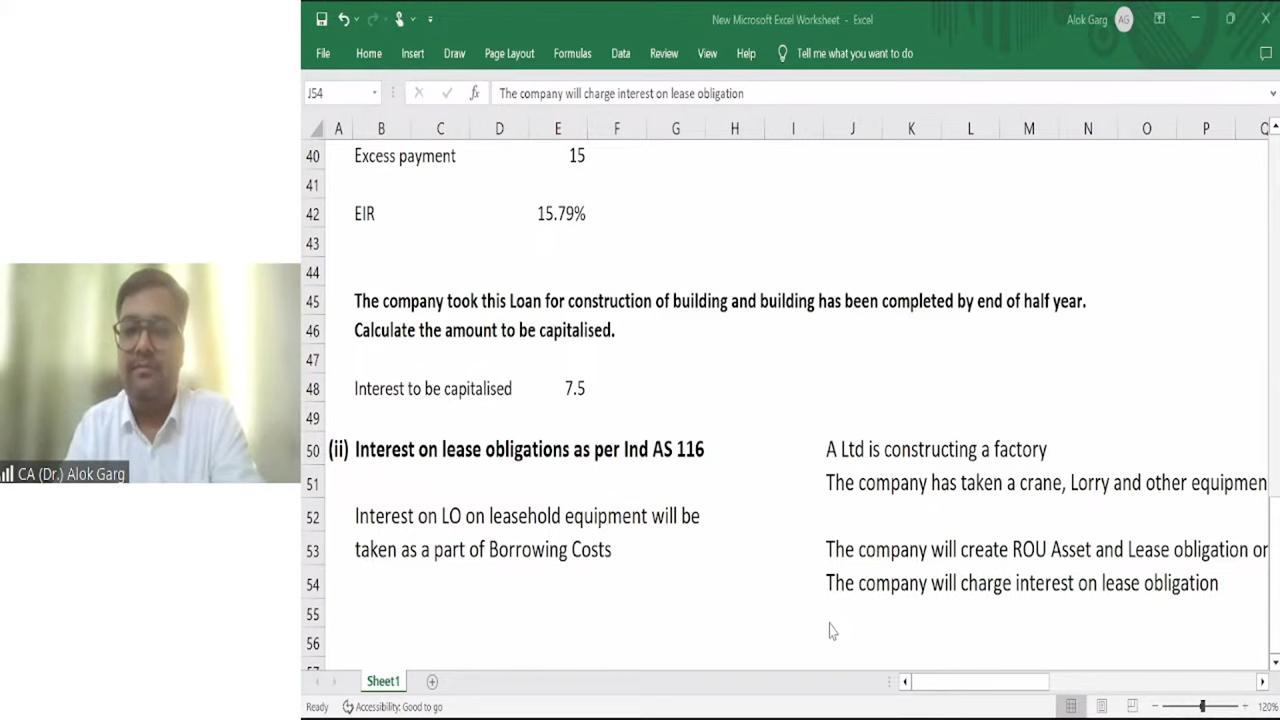 New Microsoft Excel Worksheet - Excel
Alok Garg AG
File Home Insert Draw Page Layout Formulas Data Review View Help Tell me what you want to do
J54 fx The company will charge interest on lease obligation
A B C D E F G H I J K L M N O P Q
40 Excess payment 15
41
42 EIR 15.79%
43
44
45 The company took this Loan for construction of building and building has been completed by end of half year.
46 Calculate the amount to be capitalised.
47
48 Interest to be capitalised 7.5
49
50 (ii) Interest on lease obligations as per Ind AS 116 A Ltd is constructing a factory
51 The company has taken a crane, Lorry and other equipmen
52 Interest on LO on leasehold equipment will be
53 taken as a part of Borrowing Costs The company will create ROU Asset and Lease obligation or
54 The company will charge interest on lease obligation
55
56
57
CA (Dr.) Alok Garg
Sheet1
Ready Accessibility: Good to go 120%